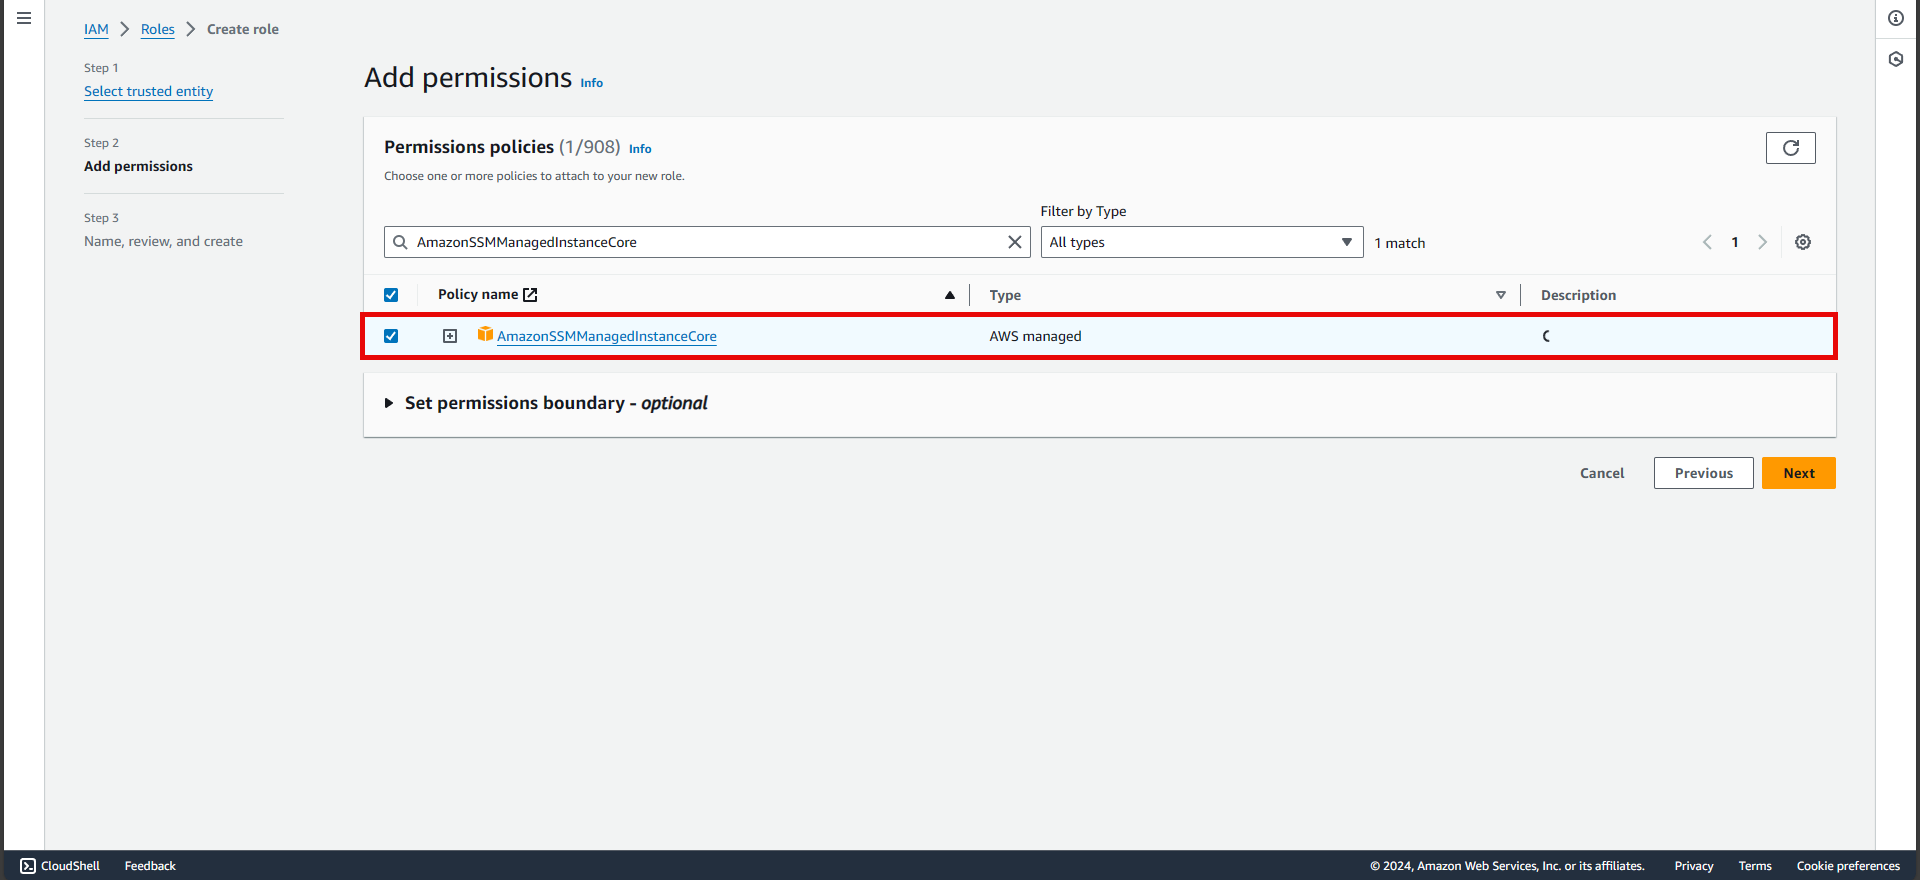 IAM > Roles > Create role
Step 1
Select trusted entity
Step 2
Add permissions
Step 3
Name, review, and create
Add permissions Info
Permissions policies (1/908) Info
Choose one or more policies to attach to your new role.
Filter by Type
AmazonSSMManagedInstanceCore All types 1 match 1
Policy name Type Description
AmazonSSMManagedInstanceCore AWS managed
Set permissions boundary - optional
Cancel Previous Next
CloudShell Feedback © 2024, Amazon Web Services, Inc. or its affiliates. Privacy Terms Cookie preferences